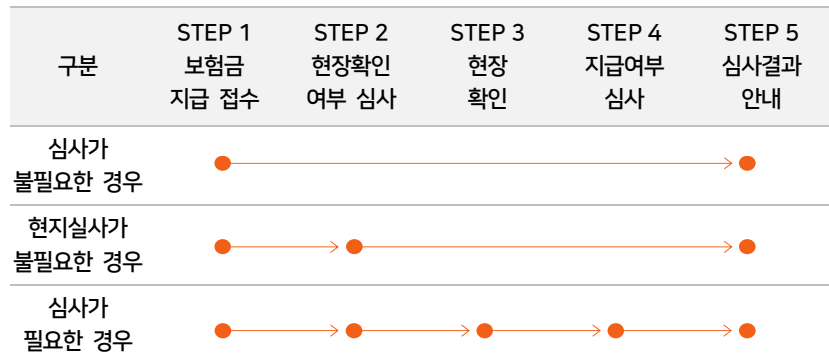 구분
STEP 1
보험금
지급 접수
STEP 2
현장확인
여부 심사
STEP 3
현장
확인
STEP 4
지급여부
심사
STEP 5
심사결과
안내
심사가
불필요한 경우
현지실사가
불필요한 경우
심사가
필요한 경우